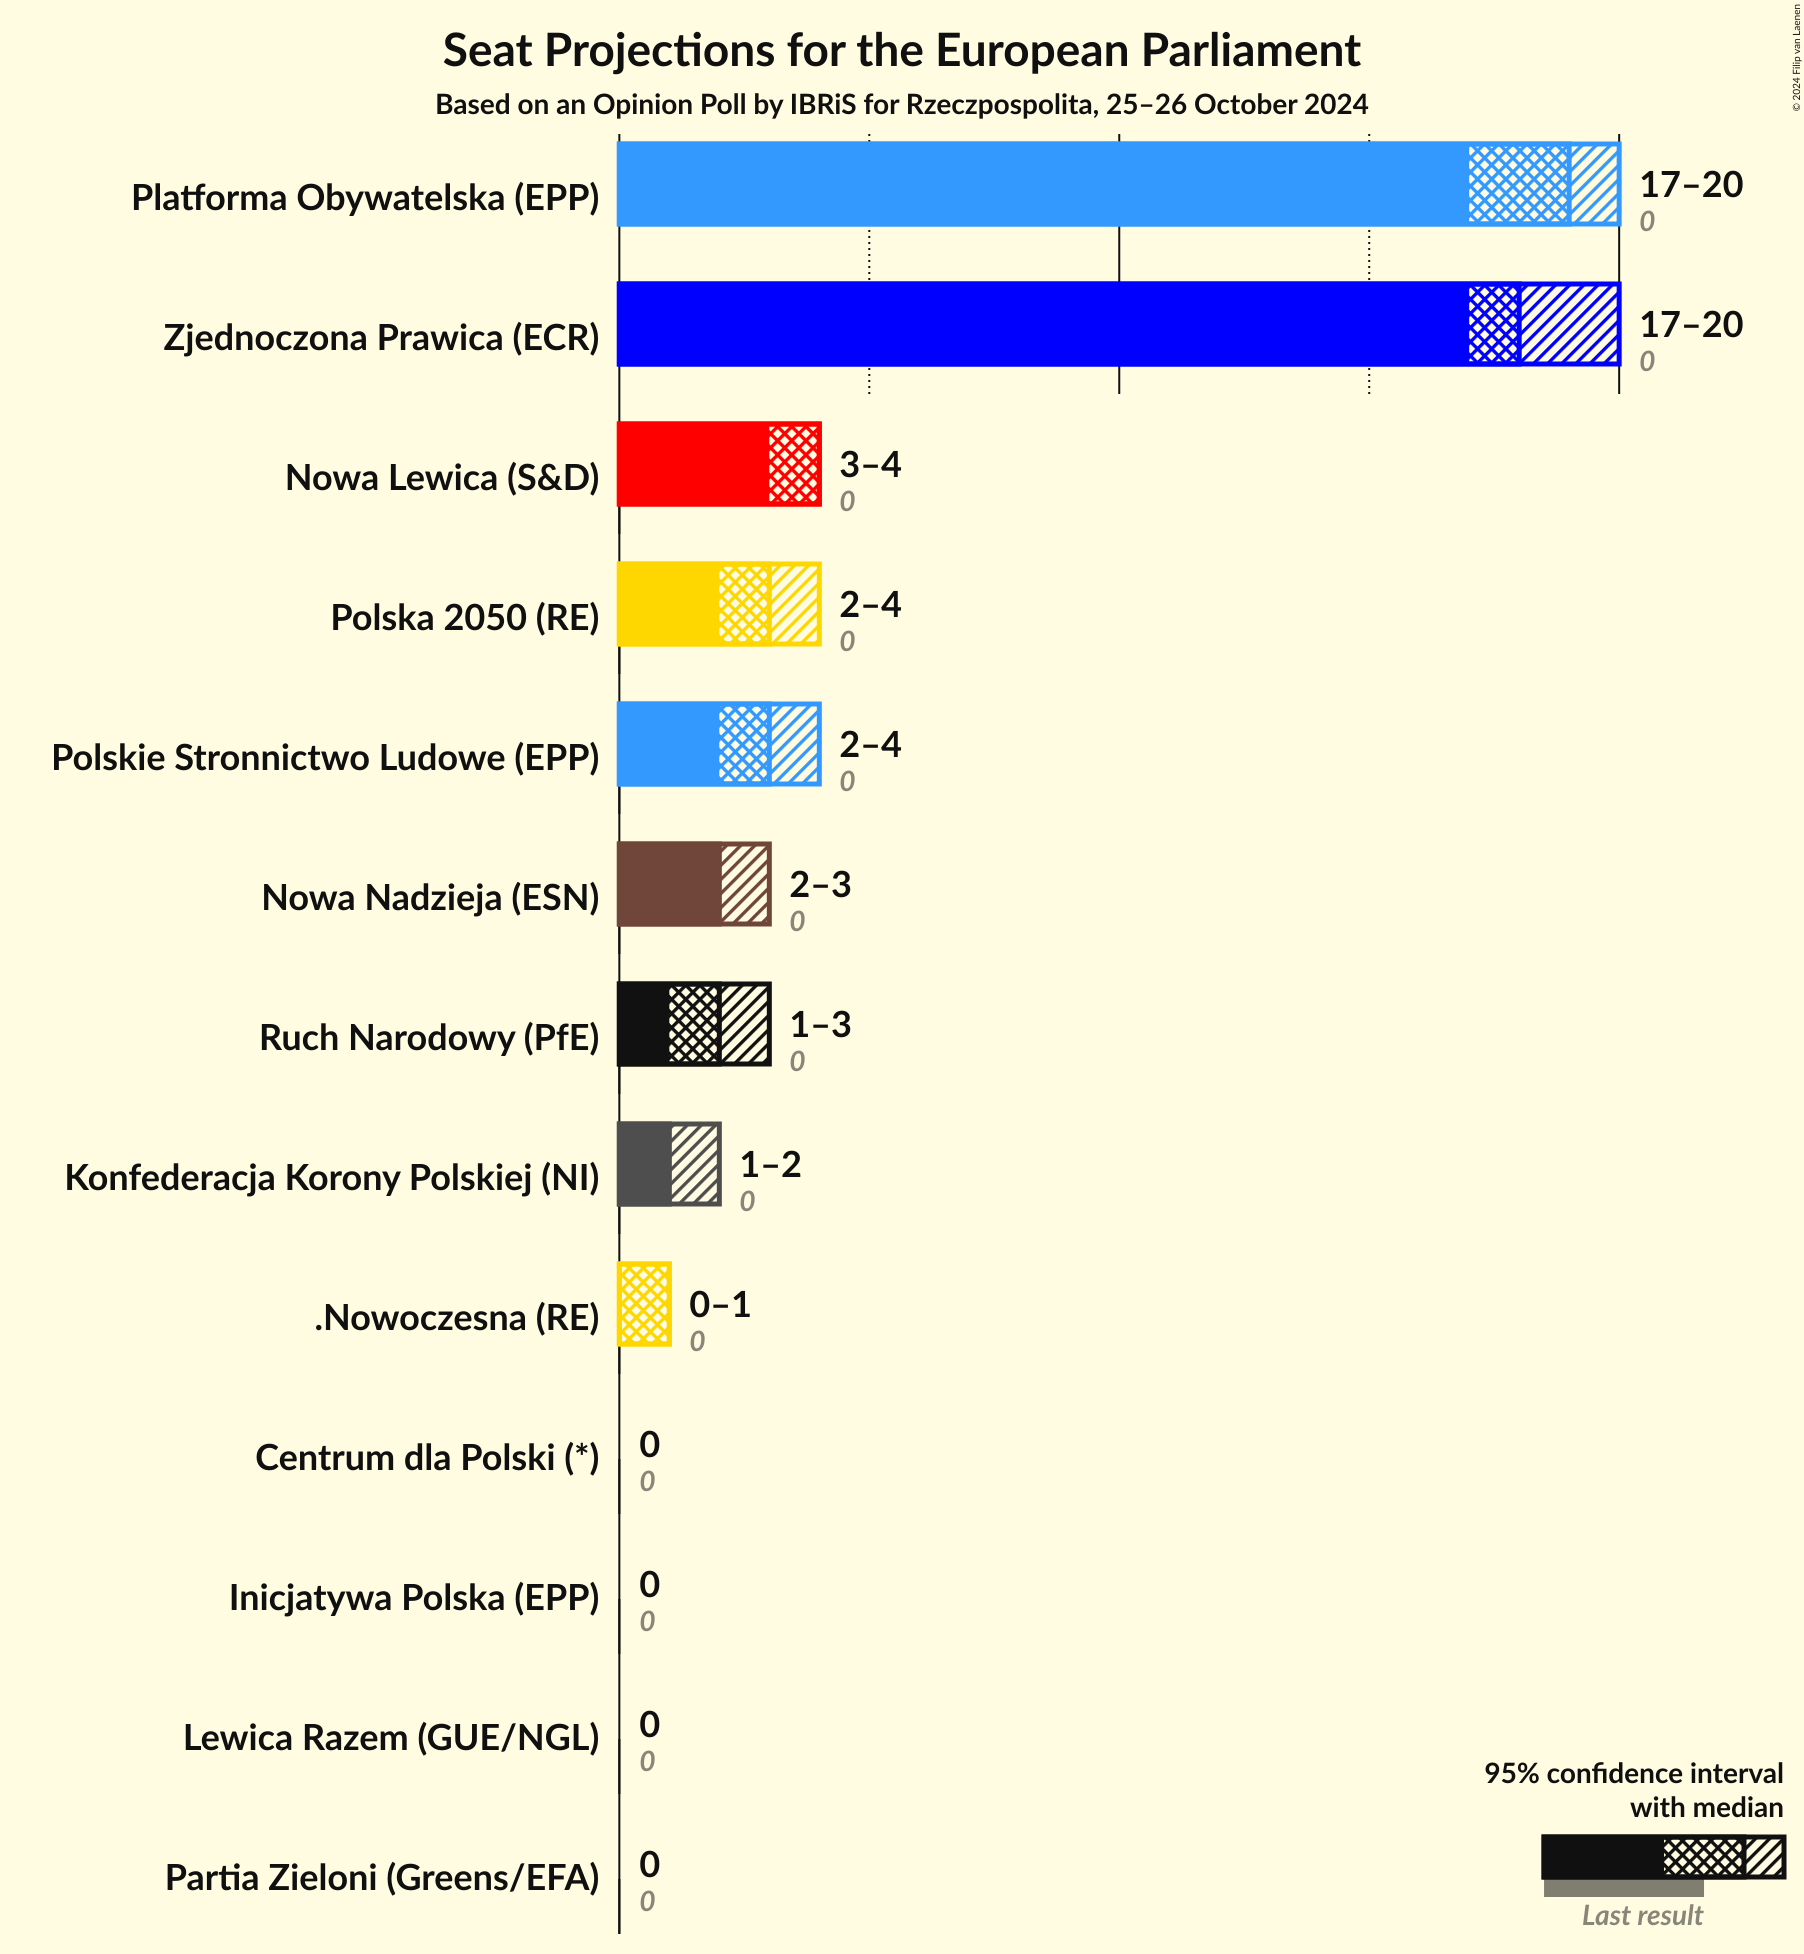 Seat Projections for the European Parliament
Based on an Opinion Poll by IBRiS for Rzeczpospolita, 25–26 October 2024
© 2024 Filip van Laenen
Platforma Obywatelska (EPP)
17–20
0
Zjednoczona Prawica (ECR)
17–20
0
Nowa Lewica (S&D)
3–4
0
Polska 2050 (RE)
2–4
0
Polskie Stronnictwo Ludowe (EPP)
2–4
0
Nowa Nadzieja (ESN)
2–3
0
Ruch Narodowy (PfE)
1–3
0
Konfederacja Korony Polskiej (NI)
1–2
0
.Nowoczesna (RE)
0–1
0
Centrum dla Polski (*)
0
0
Inicjatywa Polska (EPP)
0
0
Lewica Razem (GUE/NGL)
0
0
Partia Zieloni (Greens/EFA)
0
0
95% confidence interval
with median
Last result